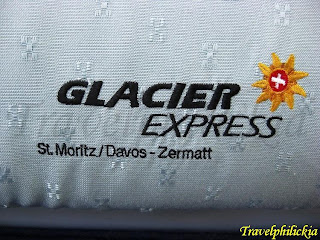 GLACIER
EXPRESS
St. Moritz/Davos - Zermatt
Travelphilickia